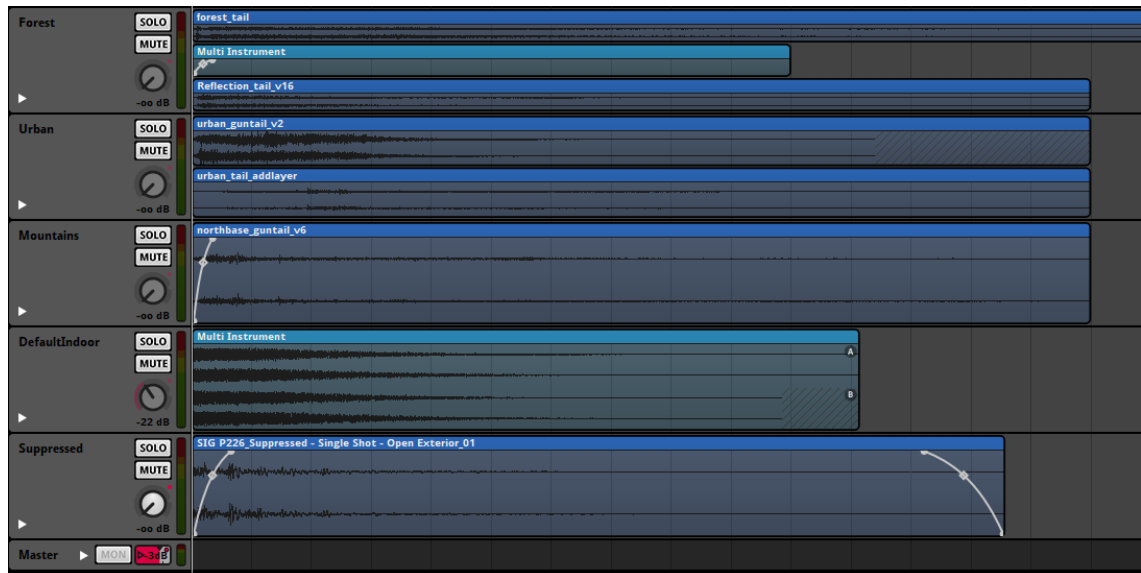 Forest
SOLO
MUTE
-oo dB
forest_tail
Multi Instrument
Reflection_tail_v16
Urban
SOLO
MUTE
-oo dB
urban_guntail_v2
urban_tail_addlayer
Mountains
SOLO
MUTE
-oo dB
northbase_guntail_v6
DefaultIndoor
SOLO
MUTE
-22 dB
Multi Instrument
A
B
Suppressed
SOLO
MUTE
-oo dB
SIG P226_Suppressed - Single Shot - Open Exterior_01
Master
MON
-3dB